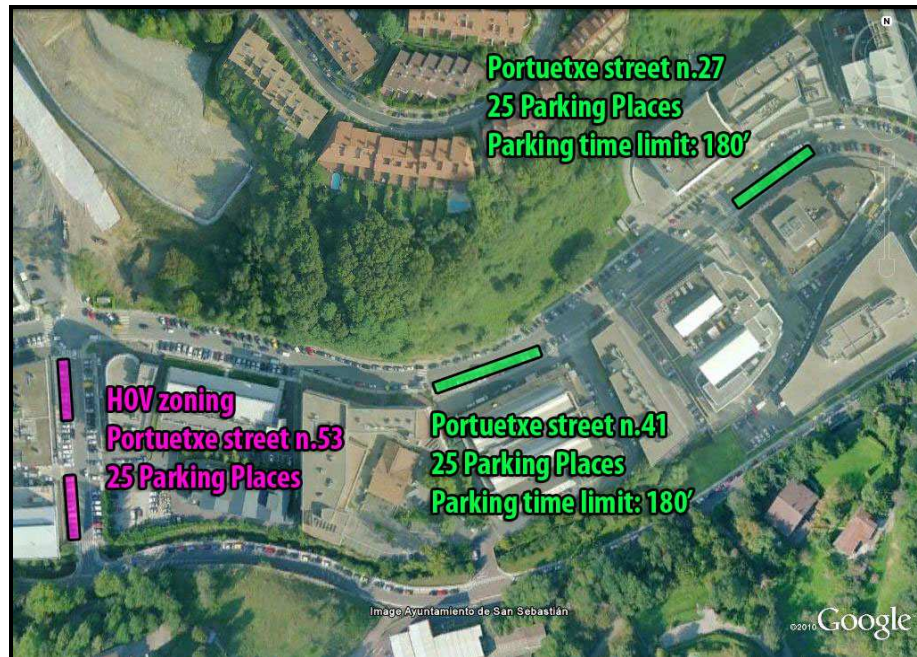 N
Portuetxe street n.27
25 Parking Places
Parking time limit: 180'
HOV zoning
Portuetxe street n.53
25 Parking Places
Portuetxe street n.41
25 Parking Places
Parking time limit: 180'
Image Ayuntamiento de San Sebastián
©2010 Google